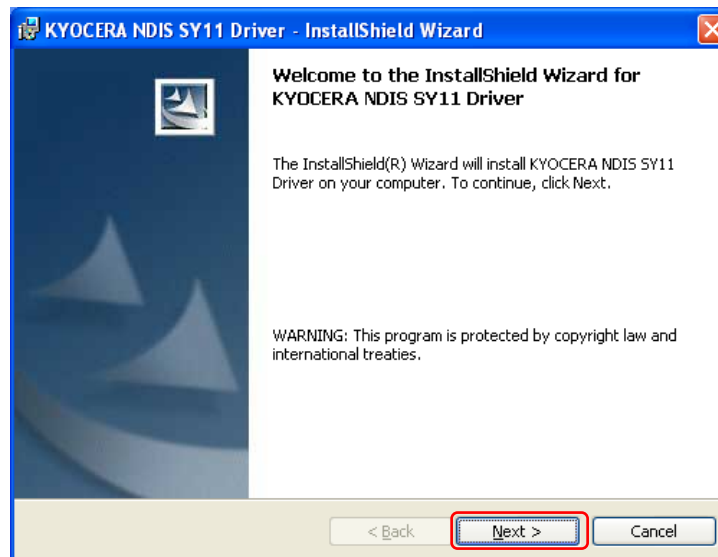 KYOCERA NDIS SY11 Driver - InstallShield Wizard
Welcome to the InstallShield Wizard for
KYOCERA NDIS SY11 Driver
The InstallShield(R) Wizard will install KYOCERA NDIS SY11
Driver on your computer. To continue, click Next.
WARNING: This program is protected by copyright law and
international treaties.
< Back
Next >
Cancel